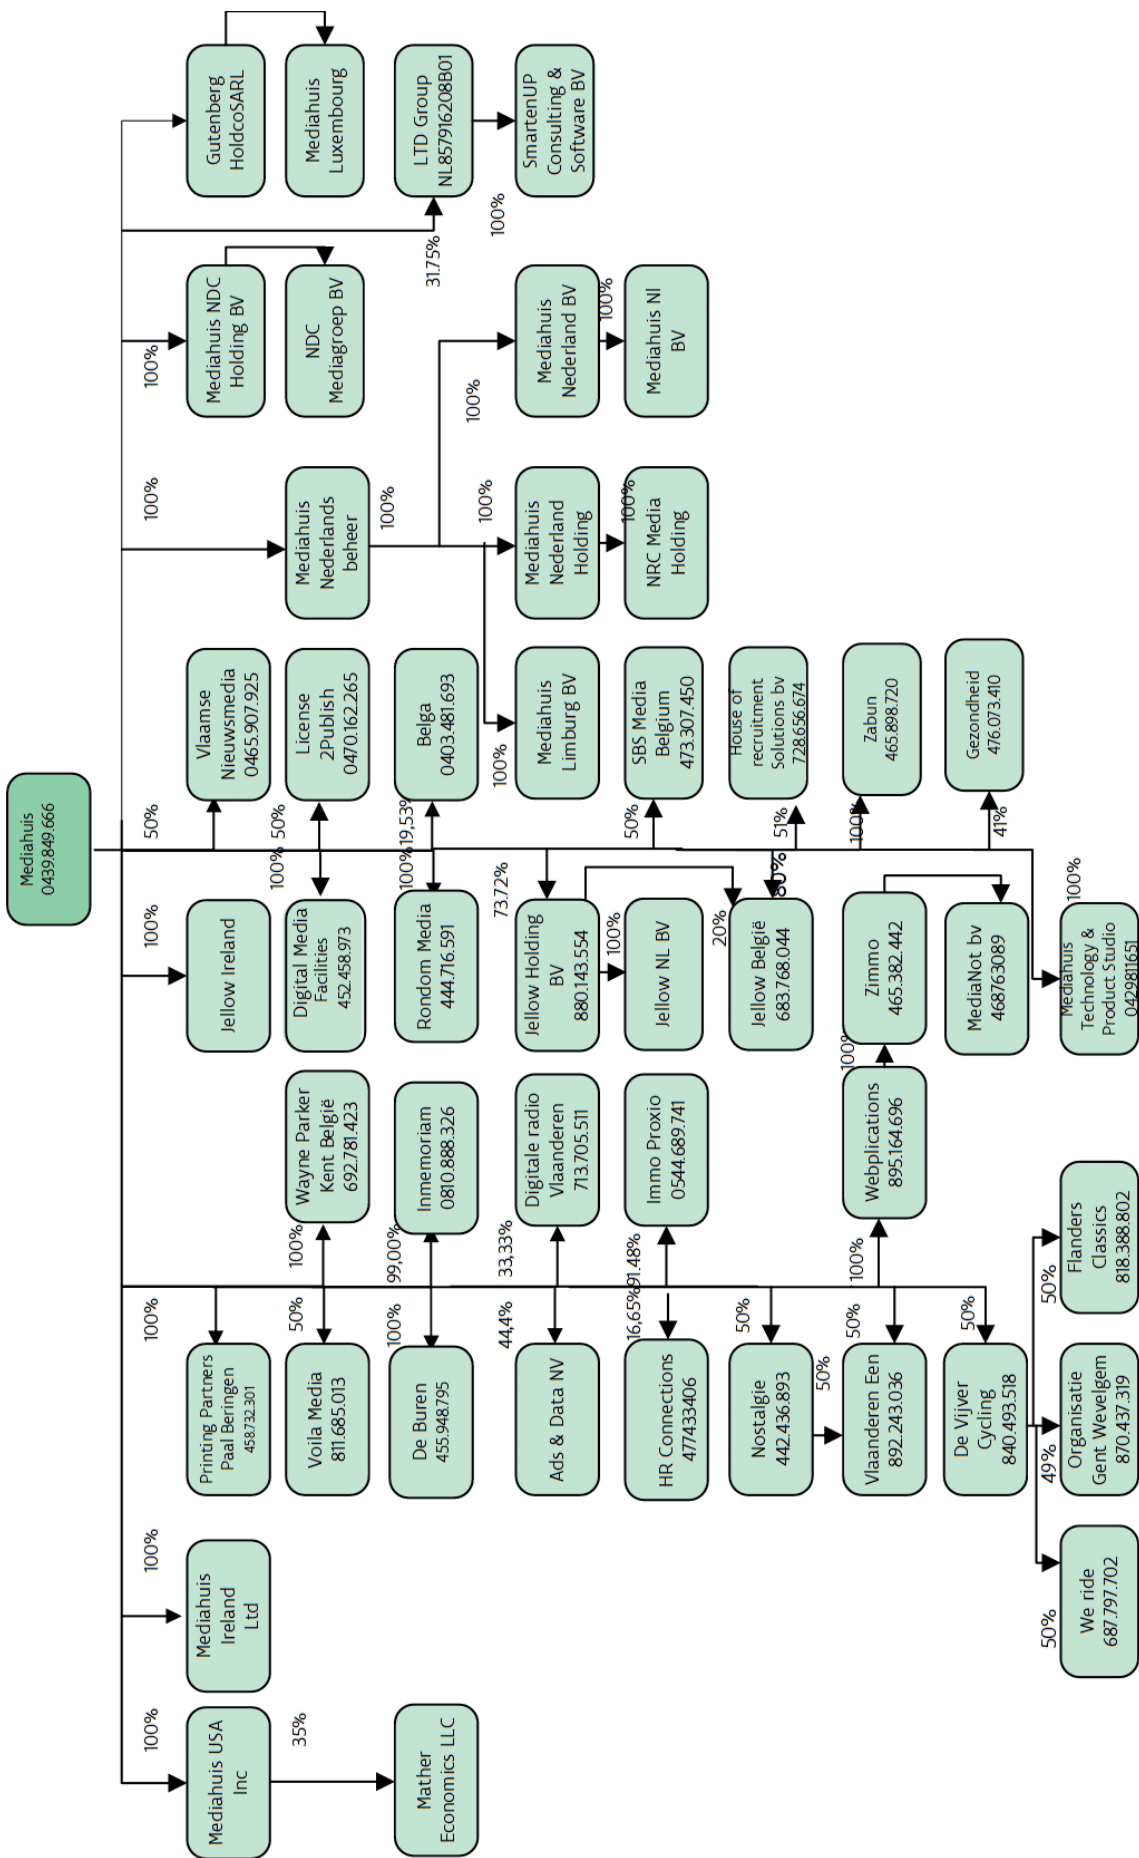 Mediahuis
0439.849.666
100%
100%
100%
100%
50%
100%
100%
Mediahuis USA
Inc
Mediahuis
Ireland
Ltd
Printing Partners
Paal Beringen
458.732.301
Jellow Ireland
Vlaamse
Nieuwsmedia
0465.907.925
Mediahuis NDC
Holding BV
Gutenberg
HoldcoSARL
35%
50%
100%
100%
50%
Voila Media
811.685.013
Wayne Parker
Kent België
692.781.423
Digital Media
Facilities
452.458.973
License
2Publish
0470.162.265
Mediahuis
Nederlands
beheer
NDC
Mediagroep BV
Mediahuis
Luxembourg
100%
99,00%
100%
19,53%
100%
31.75%
Mather
Economics LLC
De Buren
455.948.795
Inmemoriam
0810.888.326
Rondom Media
444.716.591
Belga
0403.481.693
LTD Group
NL857916208B01
44,4%
33,33%
73.72%
100%
100%
100%
100%
Ads & Data NV
Digitale radio
Vlaanderen
713.705.511
Jellow Holding
BV
880.143.554
Mediahuis
Limburg BV
Mediahuis
Nederland
Holding
Mediahuis
Nederland BV
SmartenUP
Consulting &
Software BV
16,65%
91.48%
100%
50%
100%
100%
HR Connections
477433406
Immo Proxio
0544.689.741
Jellow NL BV
SBS Media
Belgium
473.307.450
NRC Media
Holding
Mediahuis Nl
BV
50%
20%
80%
51%
Nostalgie
442.436.893
Jellow België
683.768.044
House of
recruitment
Solutions bv
728.656.674
50%
50%
100%
100%
100%
Vlaanderen Een
892.243.036
Webplications
895.164.696
Zimmo
465.382.442
Zabun
465.898.720
50%
41%
De Vijver
Cycling
840.493.518
MediaNot bv
468763089
Gezondheid
476.073.410
50%
49%
50%
100%
We ride
687.797.702
Organisatie
Gent Wevelgem
870.437.319
Flanders
Classics
818.388.802
Mediahuis
Technology &
Product Studio
0429811651